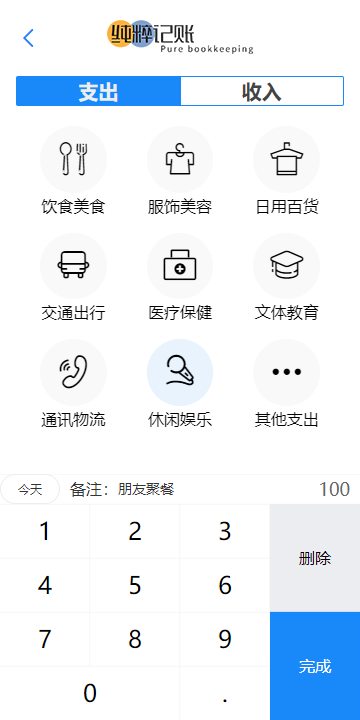 纯粹记账
Pure bookkeeping
支出 收入
饮食美食 服饰美容 日用百货
交通出行 医疗保健 文体教育
通讯物流 休闲娱乐 其他支出
今天 备注：朋友聚餐 100
1 2 3 删除
4 5 6
7 8 9 完成
0 .